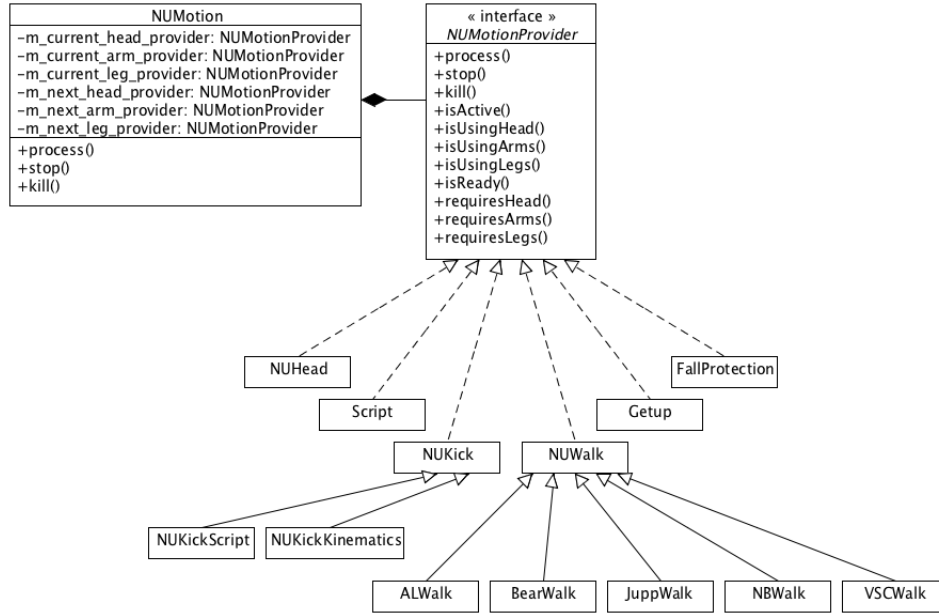 NUMotion
-m_current_head_provider: NUMotionProvider
-m_current_arm_provider: NUMotionProvider
-m_current_leg_provider: NUMotionProvider
-m_next_head_provider: NUMotionProvider
-m_next_arm_provider: NUMotionProvider
-m_next_leg_provider: NUMotionProvider
+process()
+stop()
+kill()
« interface »
NUMotionProvider
+process()
+stop()
+kill()
+isActive()
+isUsingHead()
+isUsingArms()
+isUsingLegs()
+isReady()
+requiresHead()
+requiresArms()
+requiresLegs()
NUHead
FallProtection
Script
Getup
NUKick
NUWalk
NUKickScript
NUKickKinematics
ALWalk
BearWalk
JuppWalk
NBWalk
VSCWalk